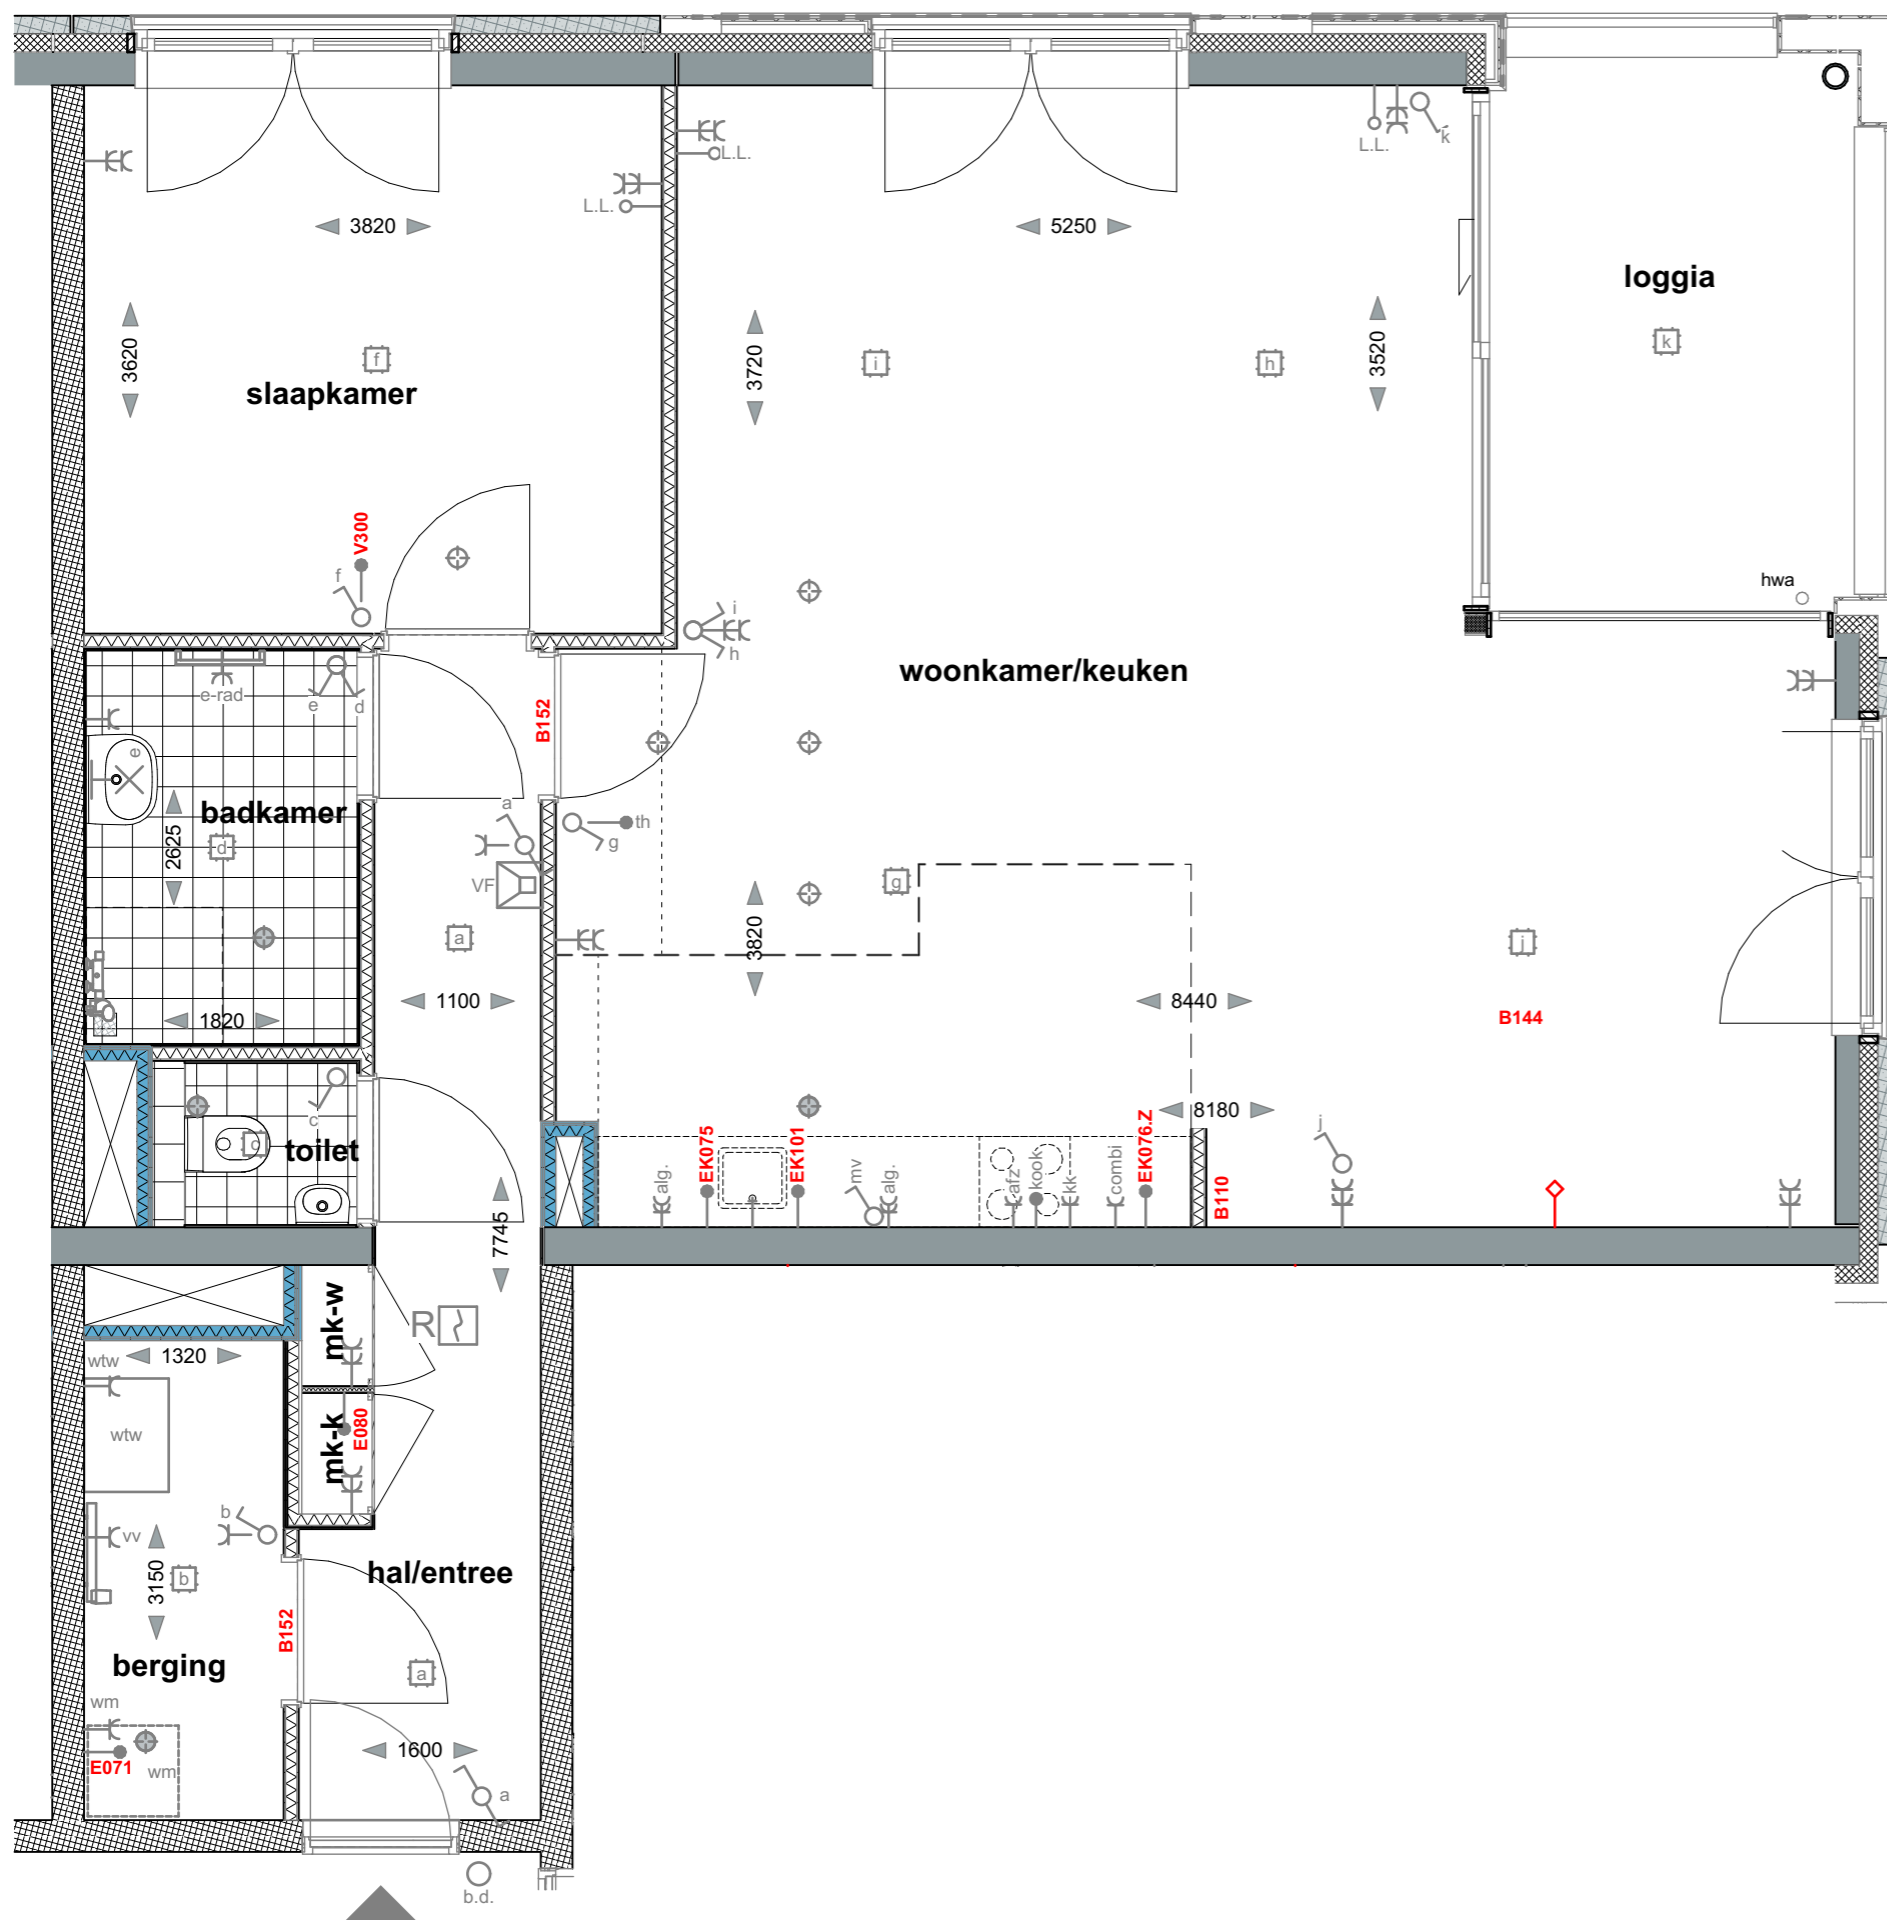 L.L.
L.L.
L.L.
k
3820
5250
loggia
3620
3720
3520
f
i
h
k
slaapkamer
V300
f
hwa
i
h
woonkamer/keuken
e-rad
e
d
B152
e
badkamer
2625
d
a
th
g
VF
g
3820
a
j
1100
8440
1820
B144
8180
c
c
toilet
EK075
EK101
EK076.Z
j
alg.
mv
alg.
afz
kook
kk
combi
B110
7745
mk-w
R
wtw
1320
wtw
mk-k
E080
b
vv
3150
b
hal/entree
B152
berging
a
wm
E071
wm
1600
a
b.d.